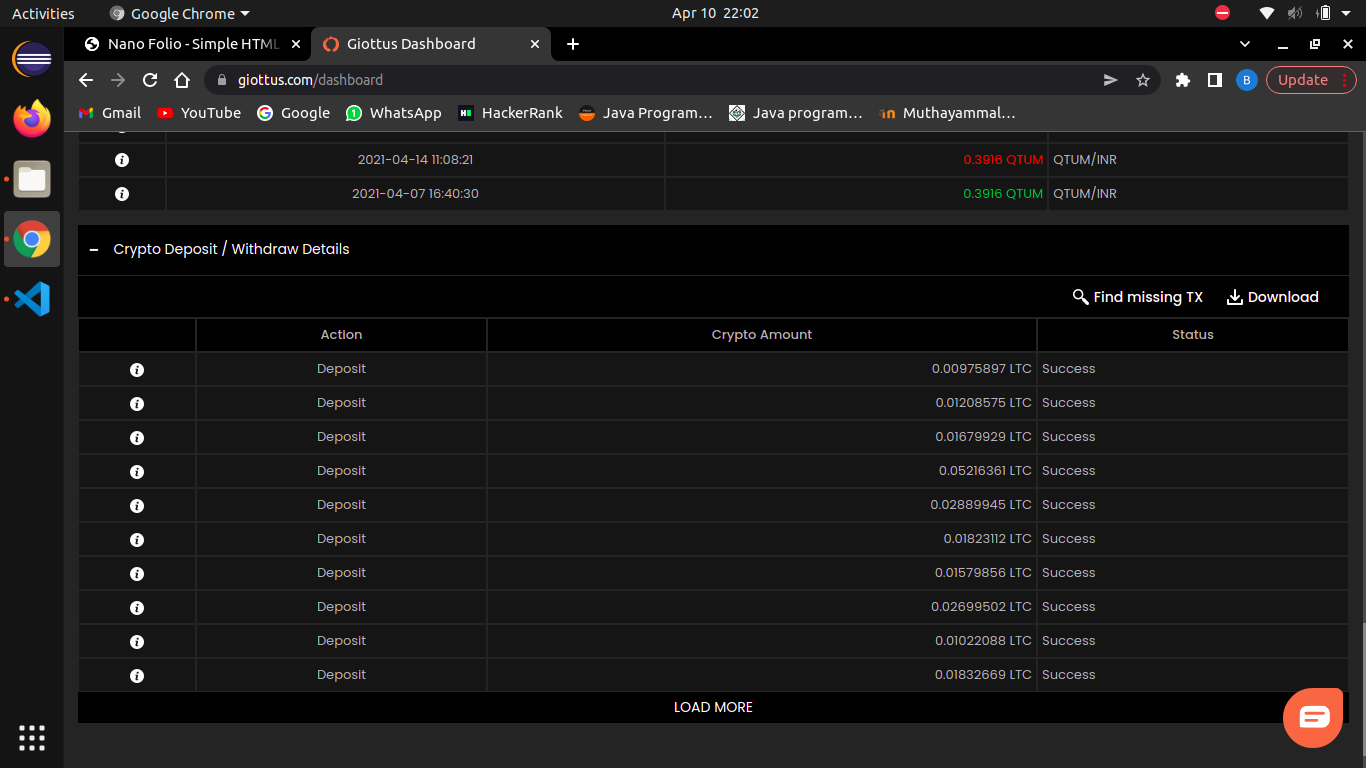 Activities Google Chrome Apr 10 22:02
Nano Folio - Simple HTML Giottus Dashboard
giottus.com/dashboard B Update
Gmail YouTube Google WhatsApp HackerRank Java Program… Java program… Muthayammal…
2021-04-14 11:08:21 0.3916 QTUM QTUM/INR
2021-04-07 16:40:30 0.3916 QTUM QTUM/INR
Crypto Deposit / Withdraw Details
Find missing TX Download
Action Crypto Amount Status
Deposit 0.00975897 LTC Success
Deposit 0.01208575 LTC Success
Deposit 0.01679929 LTC Success
Deposit 0.05216361 LTC Success
Deposit 0.02889945 LTC Success
Deposit 0.01823112 LTC Success
Deposit 0.01579856 LTC Success
Deposit 0.02699502 LTC Success
Deposit 0.01022088 LTC Success
Deposit 0.01832669 LTC Success
LOAD MORE